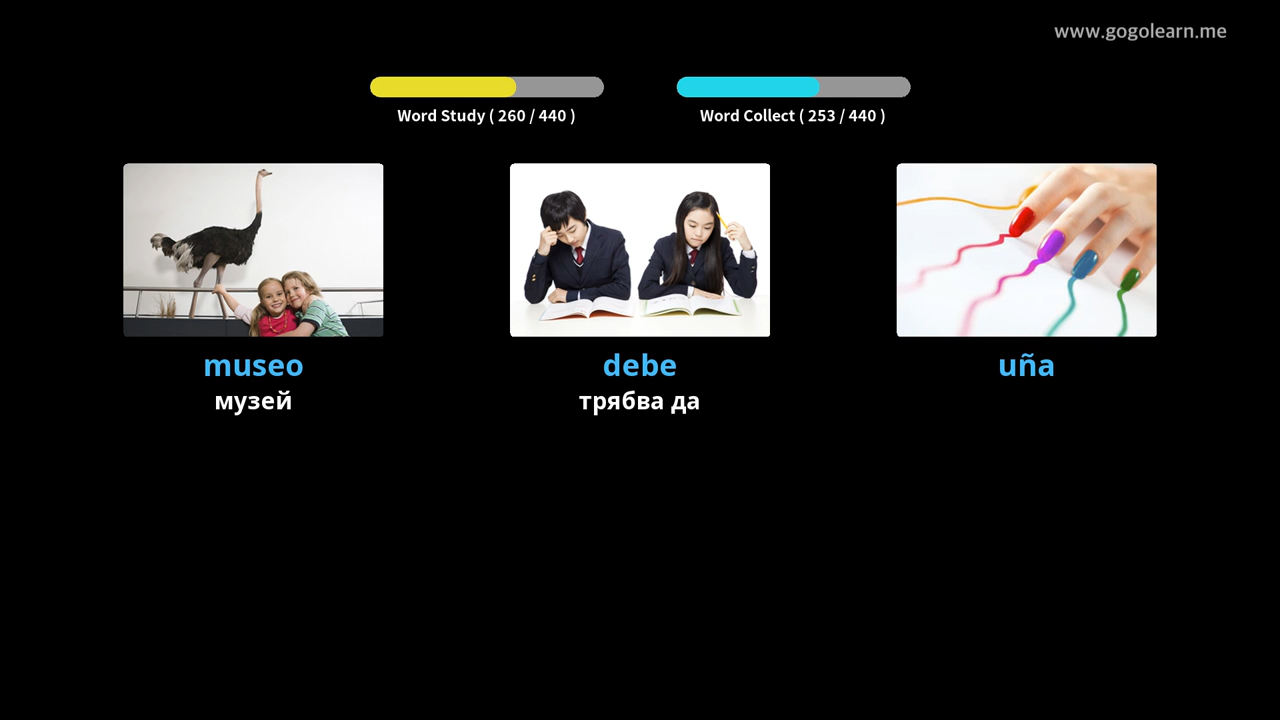 www.gogolearn.me
Word Study ( 260 / 440 )
Word Collect ( 253 / 440 )
museo
debe
uña
музей
трябва да